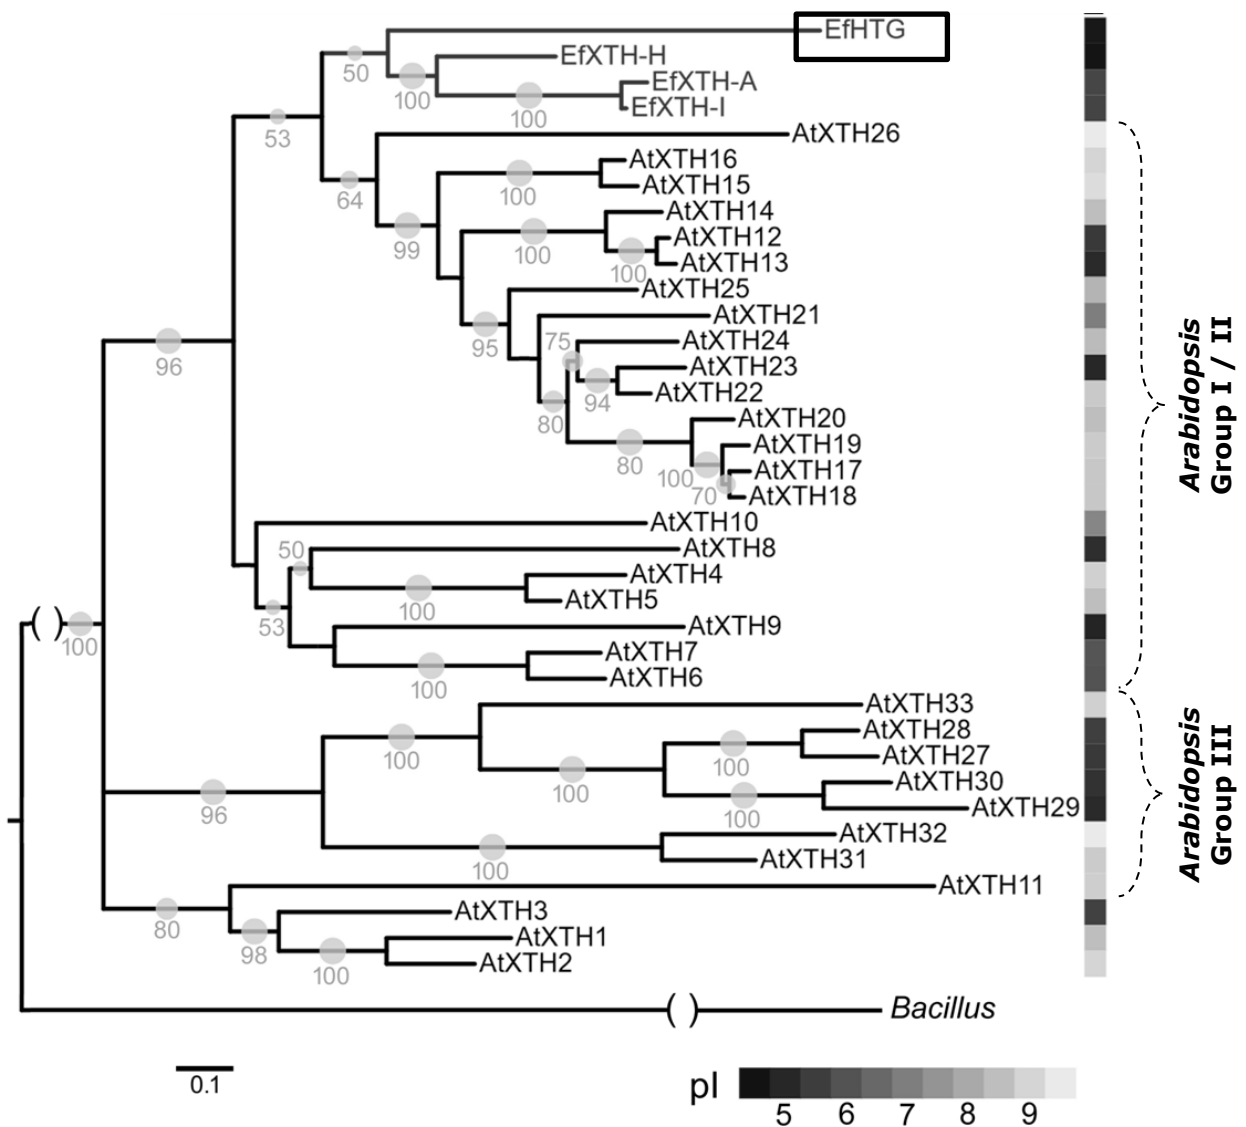 EfHTG
EfXTH-H
50
EfXTH-A
100
EfXTH-I
100
53
AtXTH26
AtXTH16
100
AtXTH15
64
AtXTH14
AtXTH12
99
100
AtXTH13
100
AtXTH25
AtXTH21
95
75
AtXTH24
96
AtXTH23
94
AtXTH22
80
AtXTH20
80
AtXTH19
100
AtXTH17
70
AtXTH18
AtXTH10
50
AtXTH8
AtXTH4
100
AtXTH5
53
AtXTH9
( )
100
AtXTH7
AtXTH6
100
AtXTH33
AtXTH28
100
100
AtXTH27
100
AtXTH30
96
100
AtXTH29
AtXTH32
100
AtXTH31
AtXTH11
80
AtXTH3
98
AtXTH1
100
AtXTH2
( )
Bacillus
Arabidopsis
Group I / II
Arabidopsis
Group III
0.1
pI
5 6 7 8 9